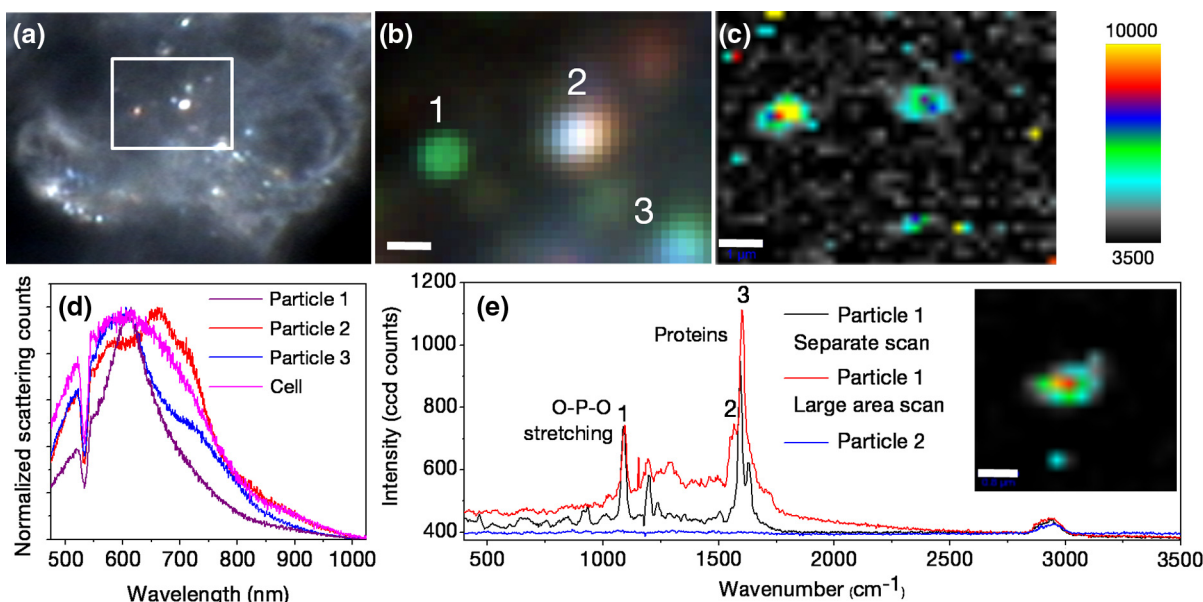 (a)
(b)
(c)
10000
1
2
3
1 µm
3500
(d)
Normalized scattering counts
Particle 1
Particle 2
Particle 3
Cell
500 600 700 800 900 1000
Wavelength (nm)
(e)
Intensity (ccd counts)
1200
1000
800
600
400
3
Proteins
2
O-P-O
1
stretching
Particle 1
Separate scan
Particle 1
Large area scan
Particle 2
500 1000 1500 2000 2500 3000 3500
Wavenumber (cm-1)